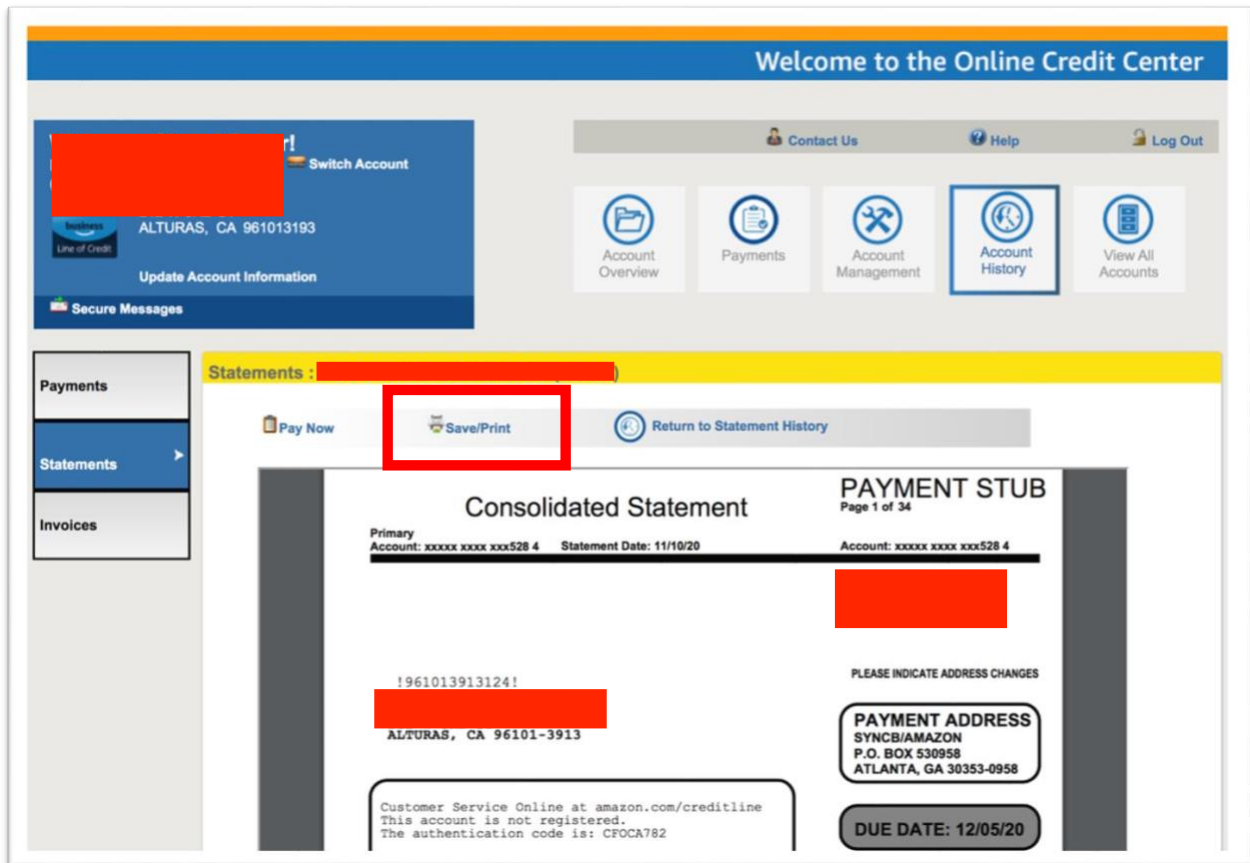 Welcome to the Online Credit Center
Contact Us
Help
Log Out
Switch Account
ALTURAS, CA 961013193
business
Line of Credit
Update Account Information
Secure Messages
Account
Overview
Payments
Account
Management
Account
History
View All
Accounts
Payments
Statements
Invoices
Statements :
Pay Now
Save/Print
Return to Statement History
Consolidated Statement
PAYMENT STUB
Page 1 of 34
Primary
Account: xxxxx xxxx xxx528 4 Statement Date: 11/10/20
Account: xxxxx xxxx xxx528 4
!961013913124!
ALTURAS, CA 96101-3913
PLEASE INDICATE ADDRESS CHANGES
PAYMENT ADDRESS
SYNCB/AMAZON
P.O. BOX 530958
ATLANTA, GA 30353-0958
Customer Service Online at amazon.com/creditline
This account is not registered.
The authentication code is: CFOCA782
DUE DATE: 12/05/20